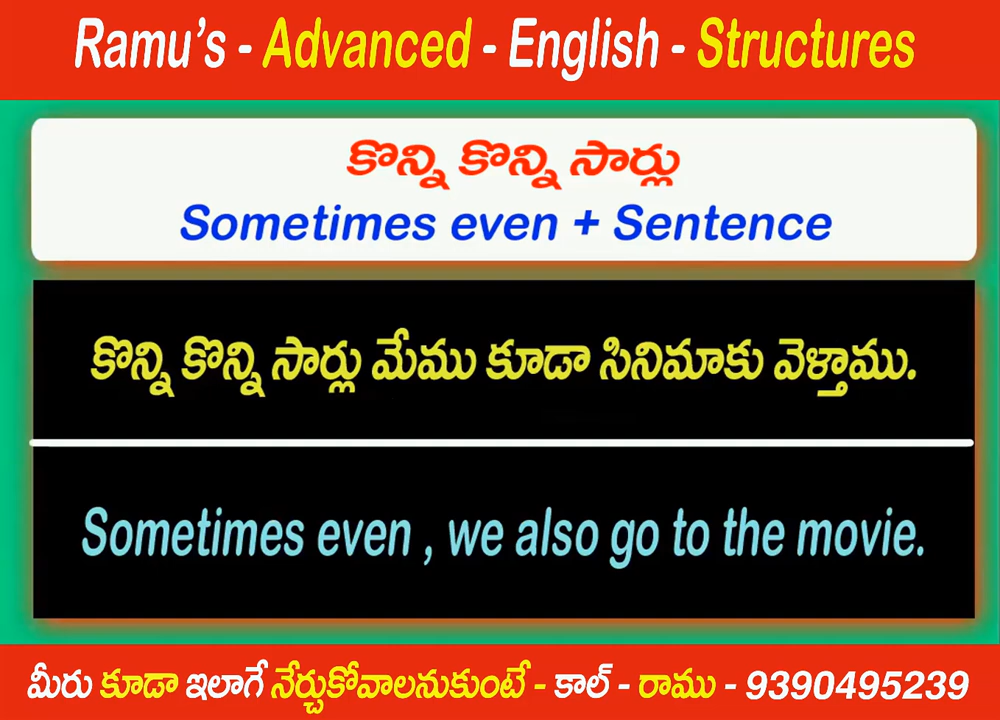 Ramu's - Advanced - English - Structures
కొన్ని కొన్ని సార్లు
Sometimes even + Sentence
కొన్ని కొన్ని సార్లు మేము కూడా సినిమాకు వెళ్తాము.
Sometimes even , we also go to the movie.
మీరు కూడా ఇలాగే నేర్చుకోవాలనుకుంటే - కాల్ - రాము - 9390495239